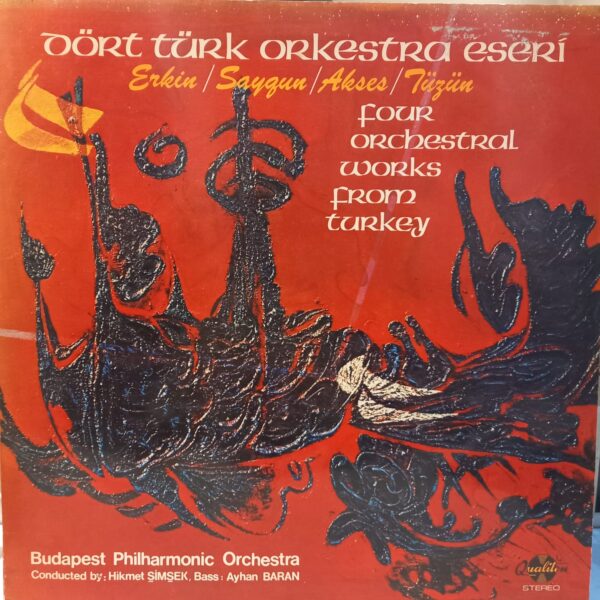 Dört türk orkestra eseri
Erkin/Saygun/Akses/Tüzün
four
orchestral
works
from
turkey
Budapest Philharmonic Orchestra
Conducted by: Hikmet ŞİMŞEK, Bass: Ayhan BARAN
Qualiton
STEREO